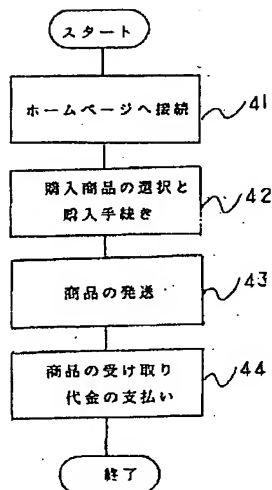 スタート
ホームページへ接続
41
購入商品の選択と
購入手続き
42
商品の発送
43
商品の受け取り
代金の支払い
44
終了